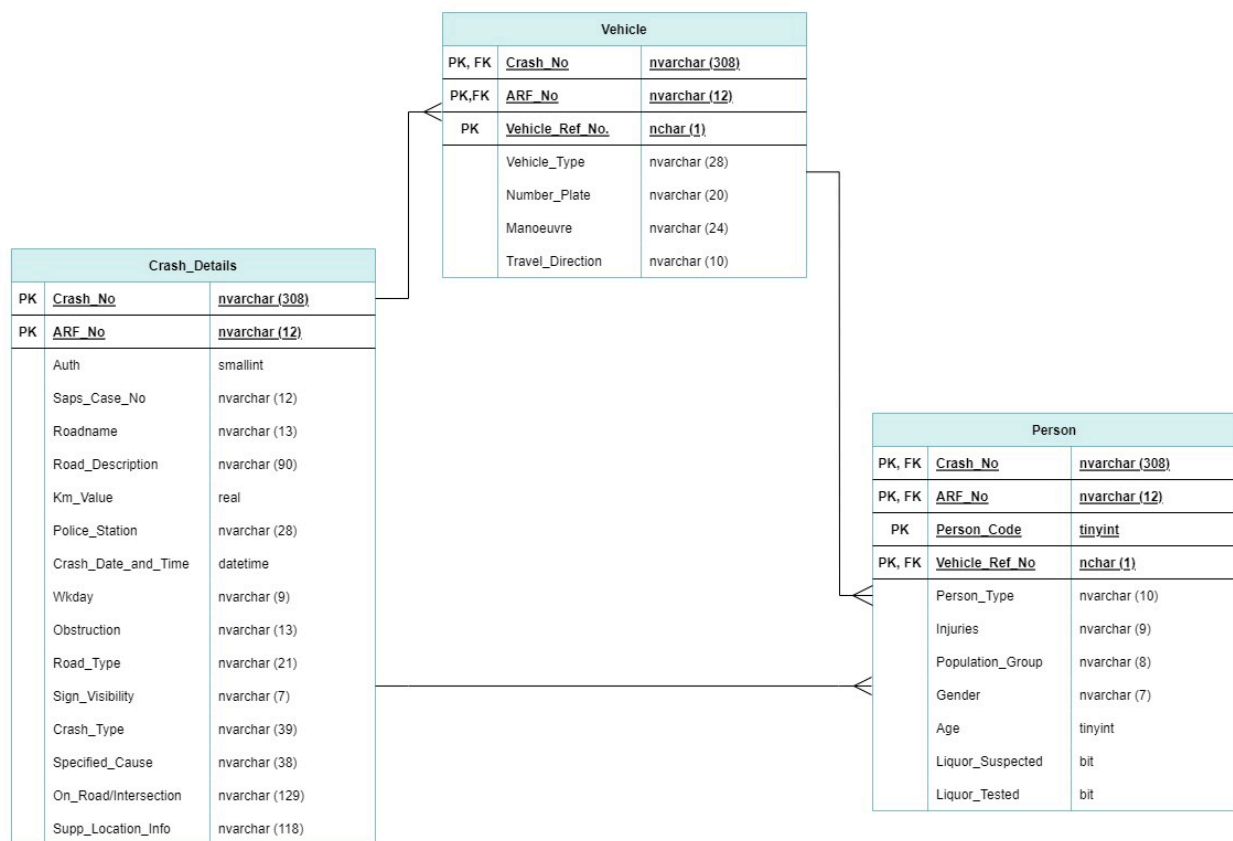 Vehicle
PK, FK Crash_No nvarchar (308)
PK,FK ARF_No nvarchar (12)
PK Vehicle_Ref_No. nchar (1)
Vehicle_Type nvarchar (28)
Number_Plate nvarchar (20)
Manoeuvre nvarchar (24)
Travel_Direction nvarchar (10)
Crash_Details
PK Crash_No nvarchar (308)
PK ARF_No nvarchar (12)
Auth smallint
Saps_Case_No nvarchar (12)
Roadname nvarchar (13)
Road_Description nvarchar (90)
Km_Value real
Police_Station nvarchar (28)
Crash_Date_and_Time datetime
Wkday nvarchar (9)
Obstruction nvarchar (13)
Road_Type nvarchar (21)
Sign_Visibility nvarchar (7)
Crash_Type nvarchar (39)
Specified_Cause nvarchar (38)
On_Road/Intersection nvarchar (129)
Supp_Location_Info nvarchar (118)
Person
PK, FK Crash_No nvarchar (308)
PK, FK ARF_No nvarchar (12)
PK Person_Code tinyint
PK, FK Vehicle_Ref_No nchar (1)
Person_Type nvarchar (10)
Injuries nvarchar (9)
Population_Group nvarchar (8)
Gender nvarchar (7)
Age tinyint
Liquor_Suspected bit
Liquor_Tested bit